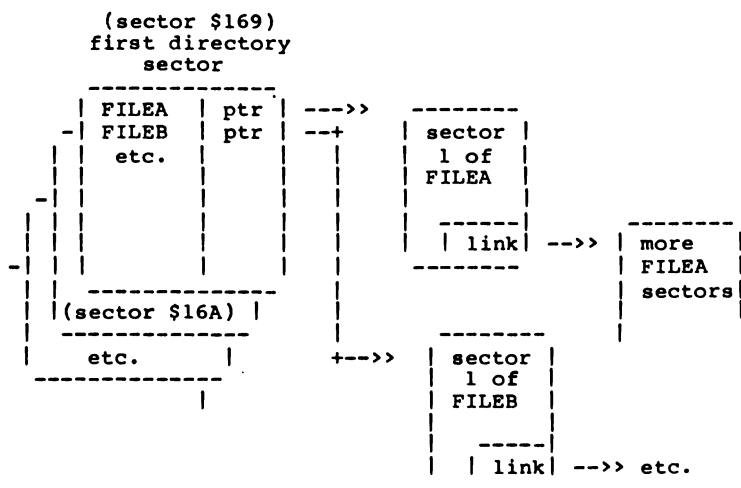 (sector $169)
first directory
sector
FILEA ptr --->>
FILEB ptr --+
etc.
sector
1 of
FILEA
link -->>
more
FILEA
sectors
(sector $16A)
etc.
+-->>
sector
1 of
FILEB
link -->> etc.